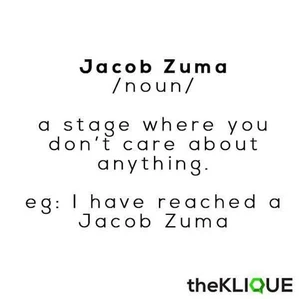 Jacob Zuma
/noun/
a stage where you
don't care about
anything.
eg: I have reached a
Jacob Zuma
theKLIQUE